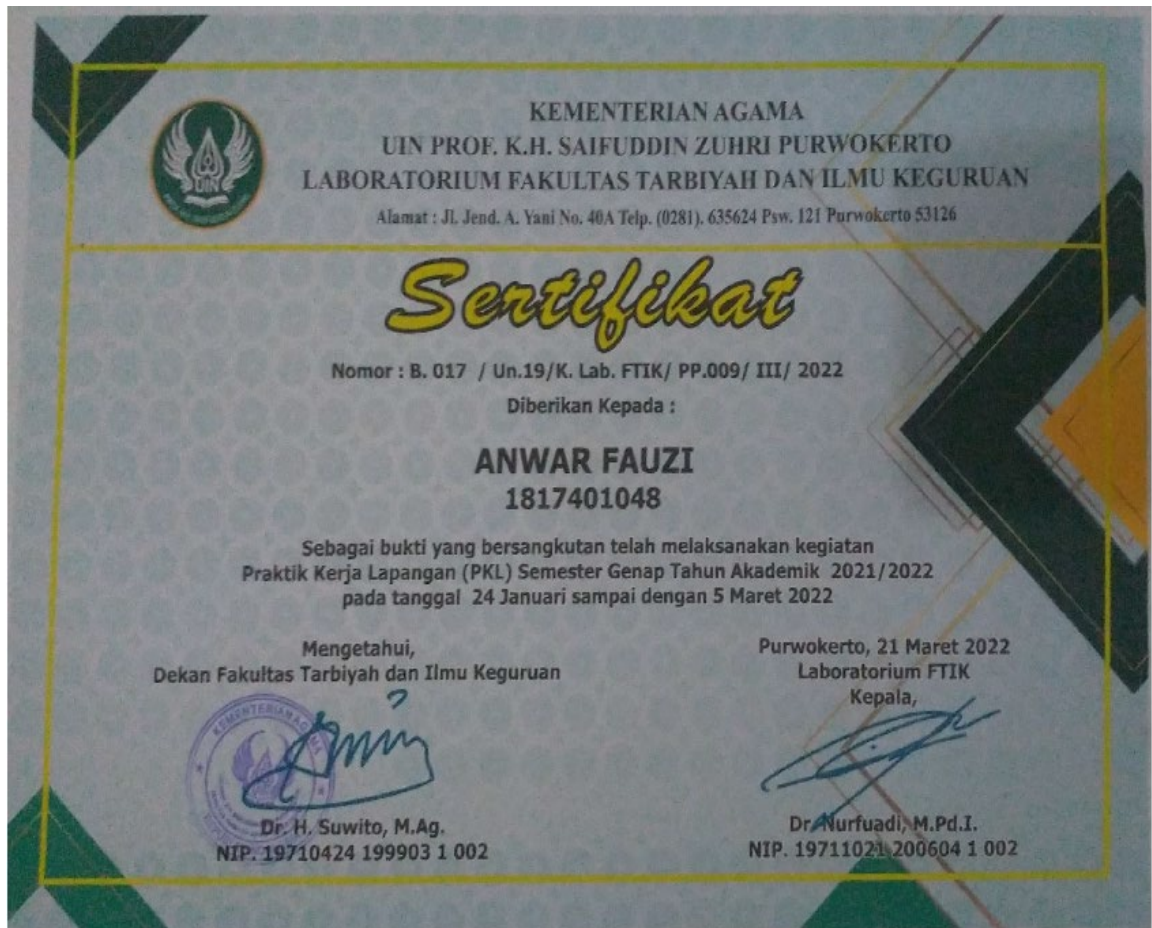 KEMENTERIAN AGAMA
UIN PROF. K.H. SAIFUDDIN ZUHRI PURWOKERTO
LABORATORIUM FAKULTAS TARBIYAH DAN ILMU KEGURUAN
Alamat : Jl. Jend. A. Yani No. 40A Telp. (0281). 635624 Psw. 121 Purwokerto 53126
UIN
Sertifikat
Nomor : B. 017 / Un.19/K. Lab. FTIK/ PP.009/ III/ 2022
Diberikan Kepada :
ANWAR FAUZI
1817401048
Sebagai bukti yang bersangkutan telah melaksanakan kegiatan
Praktik Kerja Lapangan (PKL) Semester Genap Tahun Akademik 2021/2022
pada tanggal 24 Januari sampai dengan 5 Maret 2022
Mengetahui,
Dekan Fakultas Tarbiyah dan Ilmu Keguruan
KEMENTERIAN AGAMA
Dr. H. Suwito, M.Ag.
NIP. 19710424 199903 1 002
Purwokerto, 21 Maret 2022
Laboratorium FTIK
Kepala,
Dr. Nurfuadi, M.Pd.I.
NIP. 19711021 200604 1 002